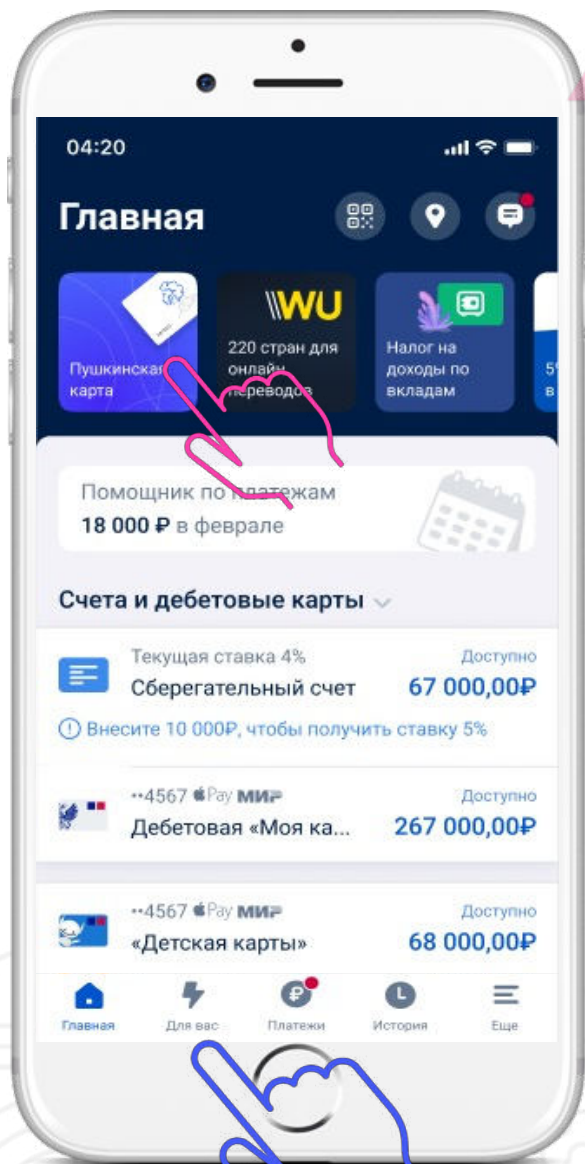 04:20
Главная
Пушкинская
карта
WU
220 стран для
онлайн
переводов
Налог на
доходы по
вкладам
Помощник по платежам
18 000 ₽ в феврале
Счета и дебетовые карты
Текущая ставка 4%
Доступно
Сберегательный счет
67 000,00₽
Внесите 10 000₽, чтобы получить ставку 5%
••4567 Pay МИР
Доступно
Дебетовая «Моя ка...
267 000,00₽
••4567 Pay МИР
Доступно
«Детская карты»
68 000,00₽
Главная
Для вас
Платежи
История
Еще